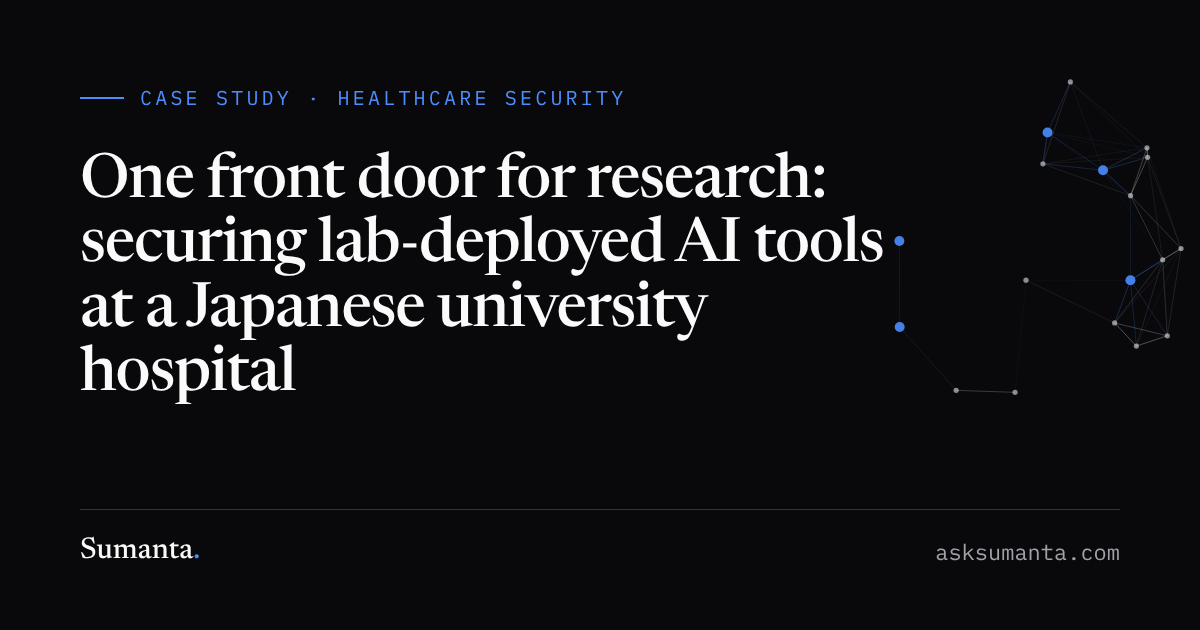 CASE STUDY · HEALTHCARE SECURITY
One front door for research:
securing lab-deployed AI tools
at a Japanese university
hospital
Sumanta.
asksumanta.com